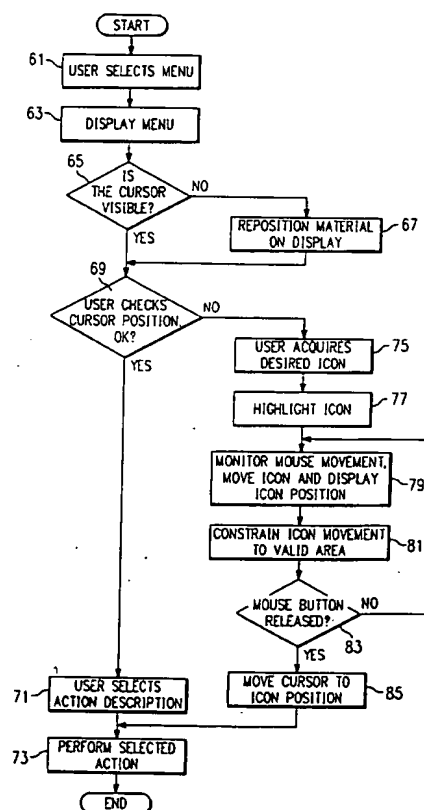 START
61
USER SELECTS MENU
63
DISPLAY MENU
65
IS
THE CURSOR
VISIBLE?
NO
YES
REPOSITION MATERIAL
ON DISPLAY
67
69
USER CHECKS
CURSOR POSITION,
OK?
NO
YES
USER ACQUIRES
DESIRED ICON
75
HIGHLIGHT ICON
77
MONITOR MOUSE MOVEMENT,
MOVE ICON AND DISPLAY
ICON POSITION
79
CONSTRAIN ICON MOVEMENT
TO VALID AREA
81
MOUSE BUTTON
RELEASED?
NO
83
YES
71
USER SELECTS
ACTION DESCRIPTION
MOVE CURSOR TO
ICON POSITION
85
73
PERFORM SELECTED
ACTION
END